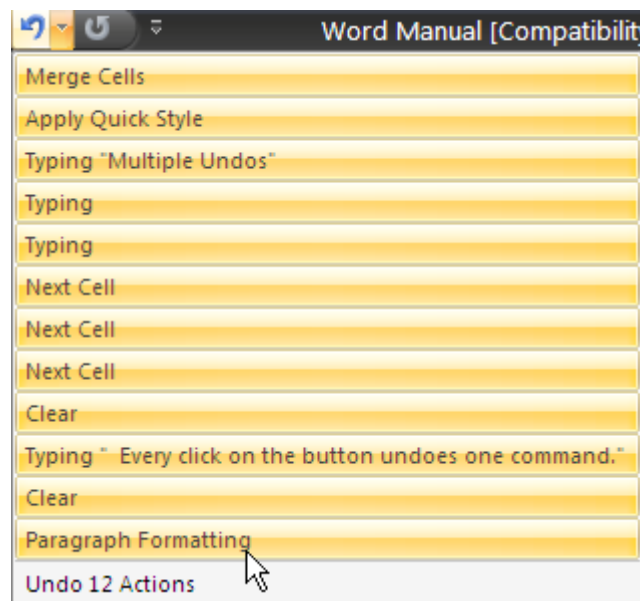 Word Manual [Compatibility
Merge Cells
Apply Quick Style
Typing "Multiple Undos"
Typing
Typing
Next Cell
Next Cell
Next Cell
Clear
Typing "  Every click on the button undoes one command."
Clear
Paragraph Formatting
Undo 12 Actions